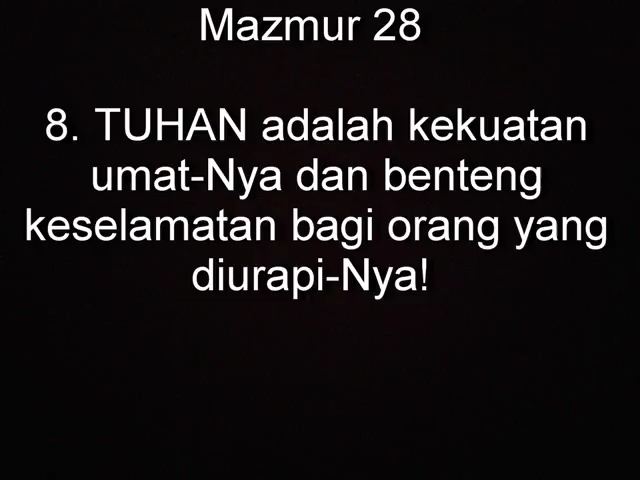 Mazmur 28
8. TUHAN adalah kekuatan
umat-Nya dan benteng
keselamatan bagi orang yang
diurapi-Nya!